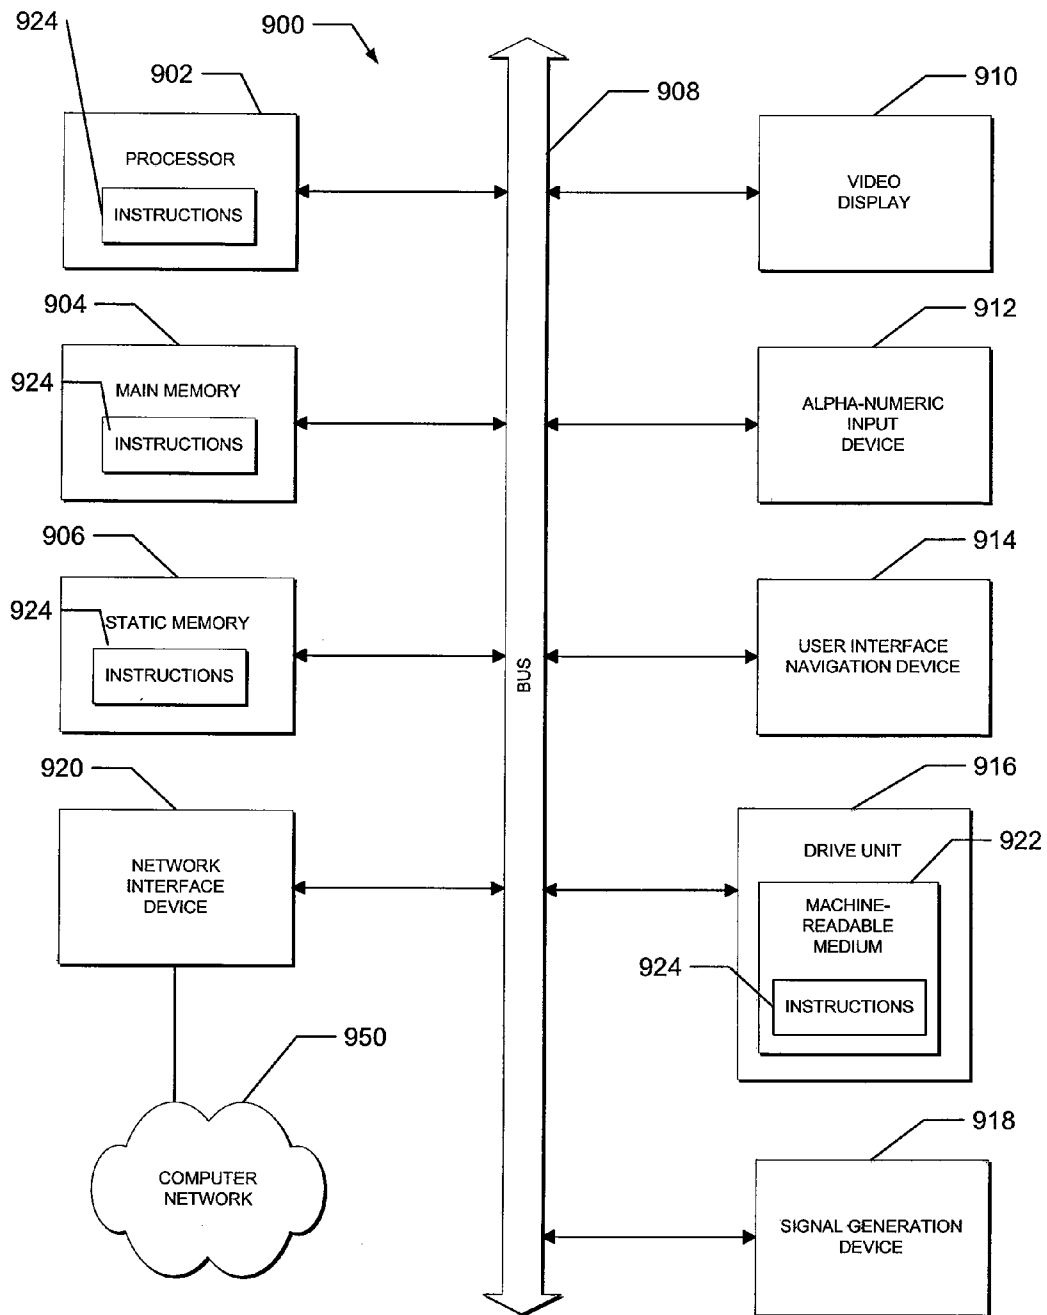 924
900
902
PROCESSOR
INSTRUCTIONS
908
910
VIDEO
DISPLAY
904
924
MAIN MEMORY
INSTRUCTIONS
912
ALPHA-NUMERIC
INPUT
DEVICE
906
924
STATIC MEMORY
INSTRUCTIONS
BUS
914
USER INTERFACE
NAVIGATION DEVICE
920
NETWORK
INTERFACE
DEVICE
916
DRIVE UNIT
922
MACHINE-
READABLE
MEDIUM
924
INSTRUCTIONS
950
COMPUTER
NETWORK
918
SIGNAL GENERATION
DEVICE